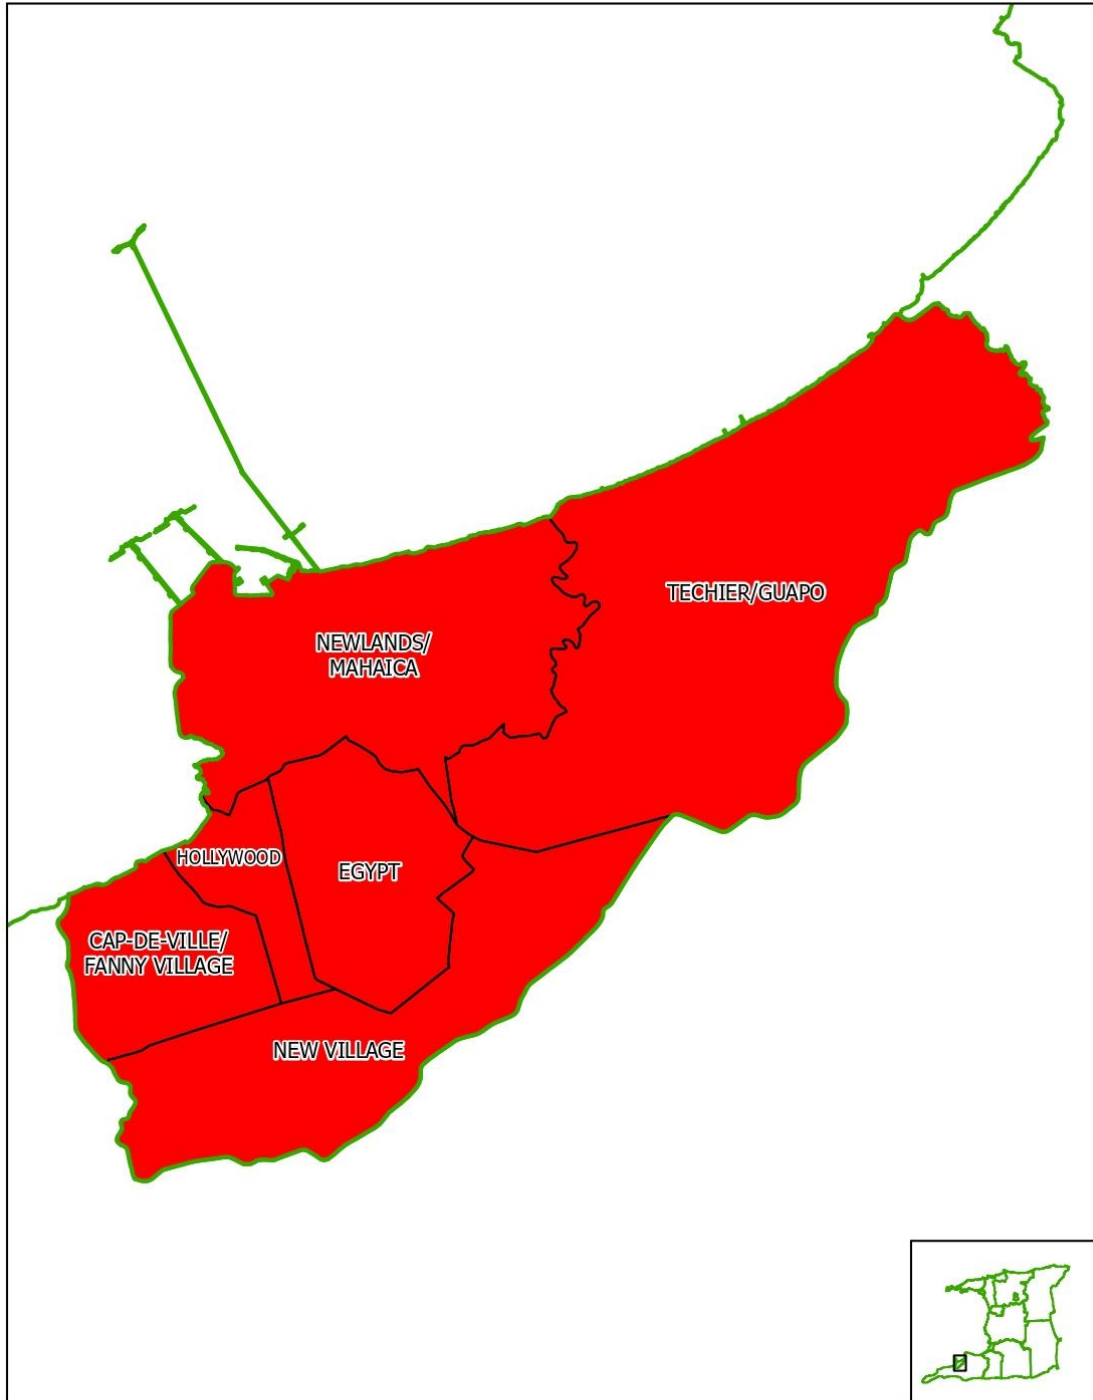 TECHIER/GUAPO
NEWLANDS/
MAHAICA
HOLLYWOOD
EGYPT
CAP-DE-VILLE/
FANNY VILLAGE
NEW VILLAGE